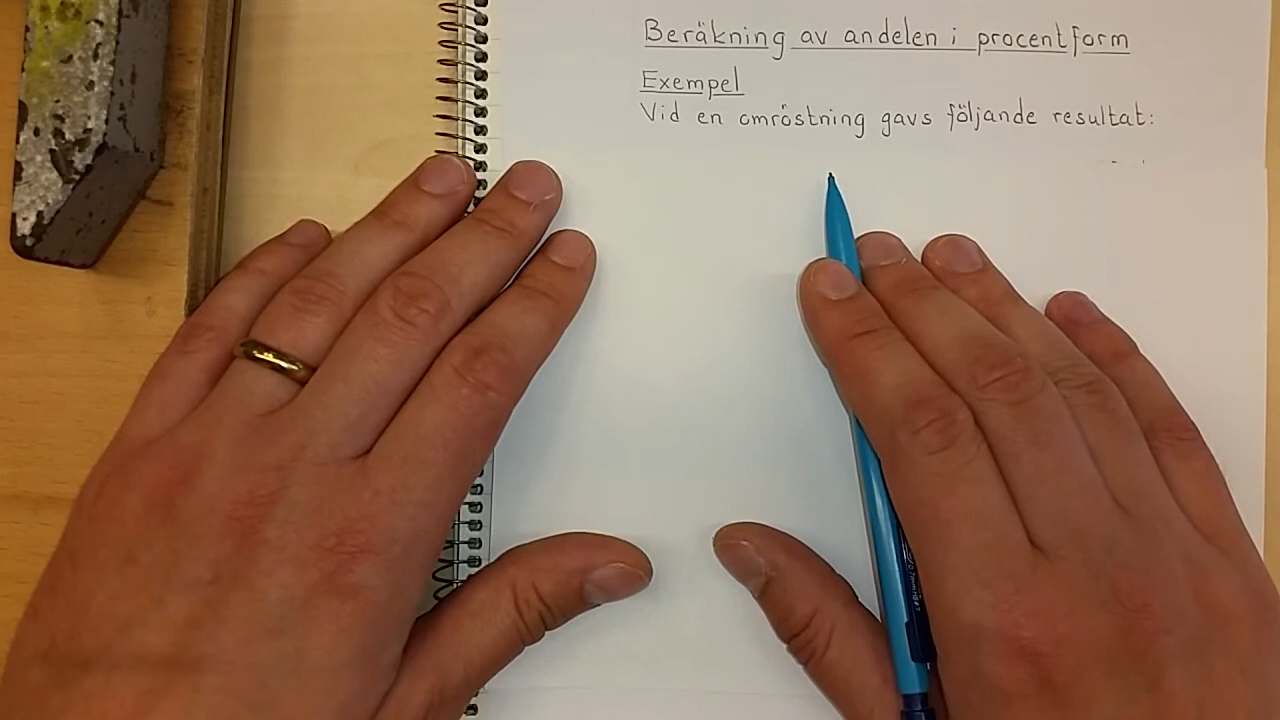 Beräkning av andelen i procentform
Exempel
Vid en omröstning gavs följande resultat: